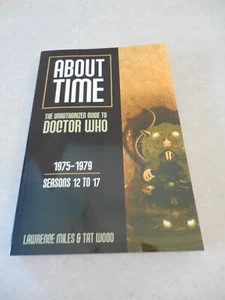 ABOUT
TIME
THE UNAUTHORIZED GUIDE TO
DOCTOR WHO
1975-1979
SEASONS 12 TO 17
LAWRENCE MILES & TAT WOOD